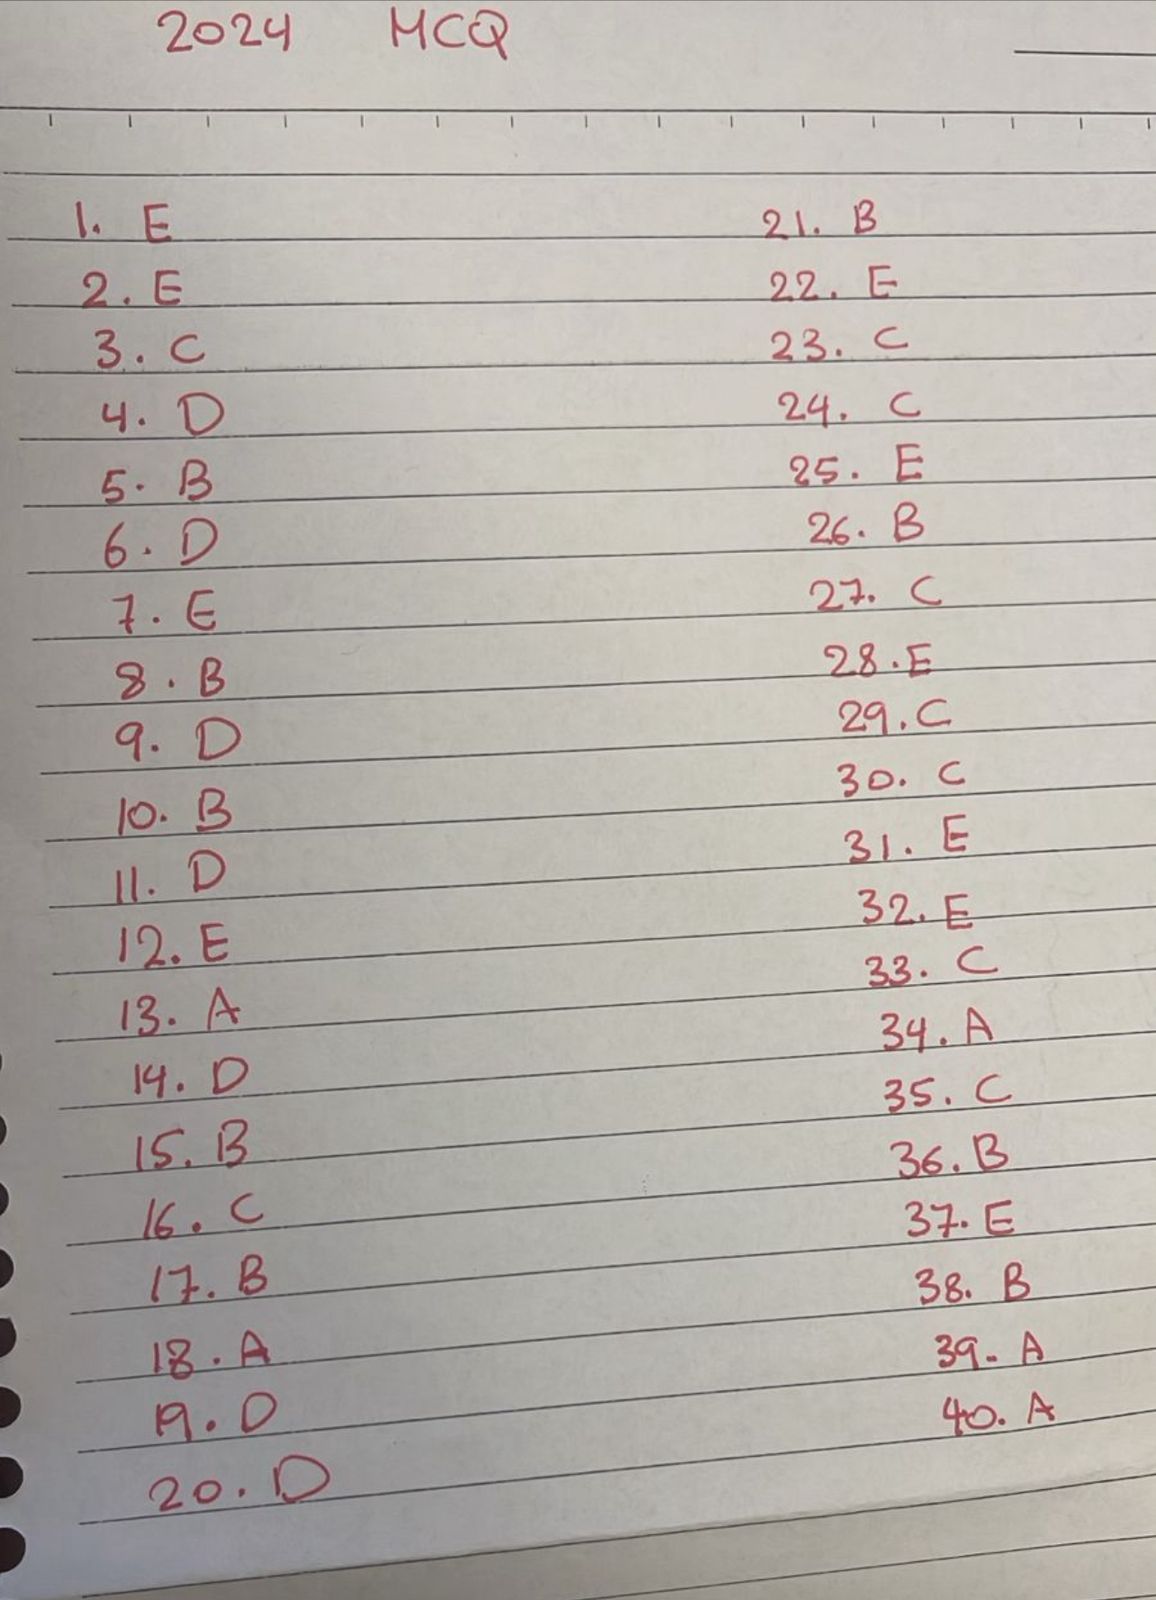 2024 MCQ
1. E
2. E
3. C
4. D
5. B
6. D
7. E
8. B
9. D
10. B
11. D
12. E
13. A
14. D
15. B
16. C
17. B
18. A
19. D
20. D
21. B
22. E
23. C
24. C
25. E
26. B
27. C
28. E
29. C
30. C
31. E
32. E
33. C
34. A
35. C
36. B
37. E
38. B
39. A
40. A